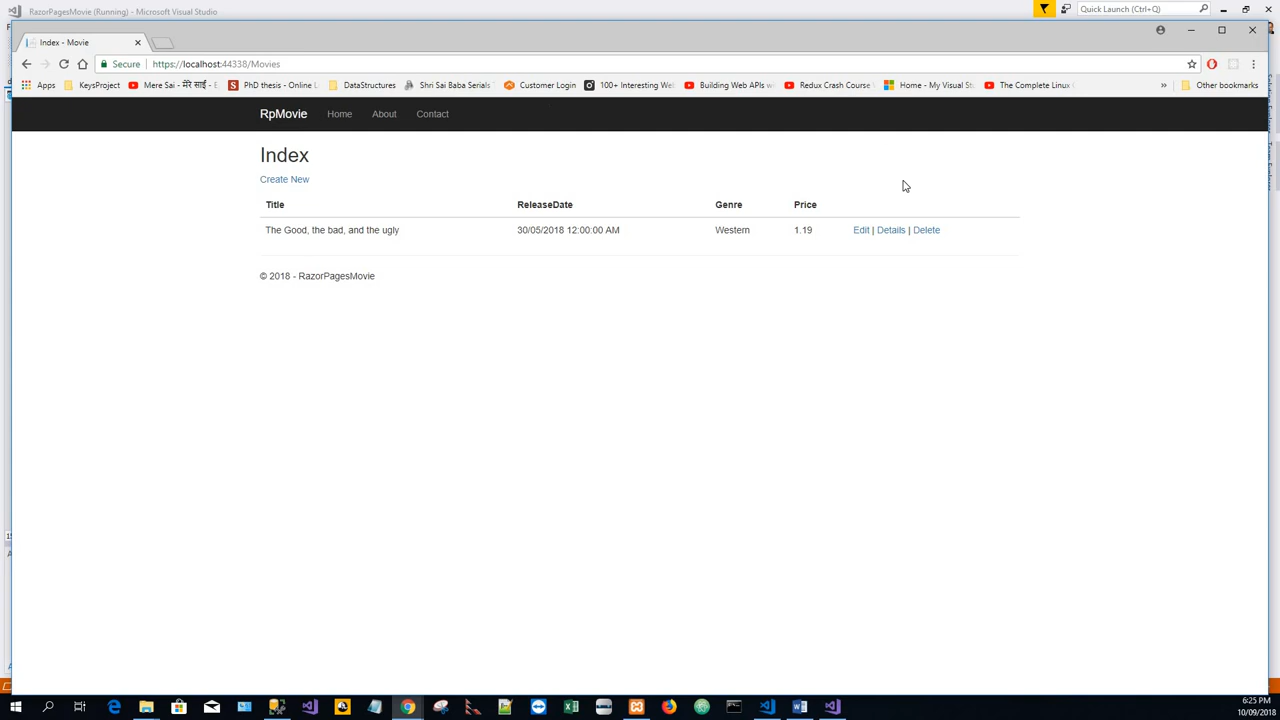 RazorPagesMovie (Running) - Microsoft Visual Studio
Quick Launch (Ctrl+Q)
Index - Movie
Secure https://localhost:44338/Movies
Apps KeysProject Mere Sai - मेरे साईं - E PhD thesis - Online L DataStructures Shri Sai Baba Serials Customer Login 100+ Interesting Web Building Web APIs w Redux Crash Course Home - My Visual Stu The Complete Linux C » Other bookmarks
RpMovie Home About Contact
Index
Create New
Title ReleaseDate Genre Price
The Good, the bad, and the ugly 30/05/2018 12:00:00 AM Western 1.19 Edit | Details | Delete
© 2018 - RazorPagesMovie
6:25 PM
10/09/2018